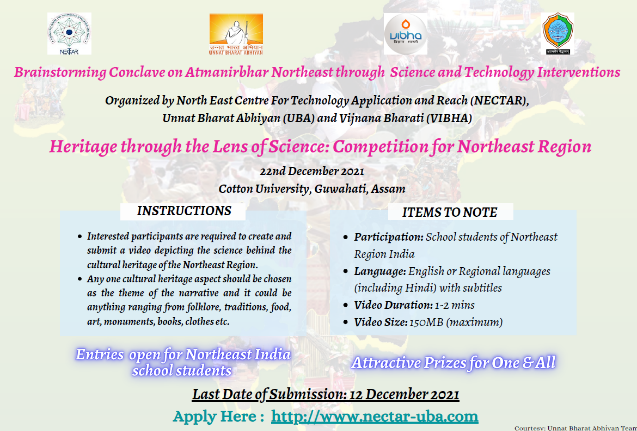 NECTAR
उन्नत भारत अभियान
UNNAT BHARAT ABHIYAN
VIBHA
Brainstorming Conclave on Atmanirbhar Northeast through Science and Technology Interventions
Organized by North East Centre For Technology Application and Reach (NECTAR),
Unnat Bharat Abhiyan (UBA) and Vijnana Bharati (VIBHA)
Heritage through the Lens of Science: Competition for Northeast Region
22nd December 2021
Cotton University, Guwahati, Assam
INSTRUCTIONS
• Interested participants are required to create and
submit a video depicting the science behind the
cultural heritage of the Northeast Region.
• Any one cultural heritage aspect should be chosen
as the theme of the narrative and it could be
anything ranging from folklore, traditions, food,
art, monuments, books, clothes etc.
ITEMS TO NOTE
• Participation: School students of Northeast
Region India
• Language: English or Regional languages
(including Hindi) with subtitles
• Video Duration: 1-2 mins
• Video Size: 150MB (maximum)
Entries open for Northeast India
school students
Attractive Prizes for One & All
Last Date of Submission: 12 December 2021
Apply Here : http://www.nectar-uba.com
Courtesy: Unnat Bharat Abhiyan Team